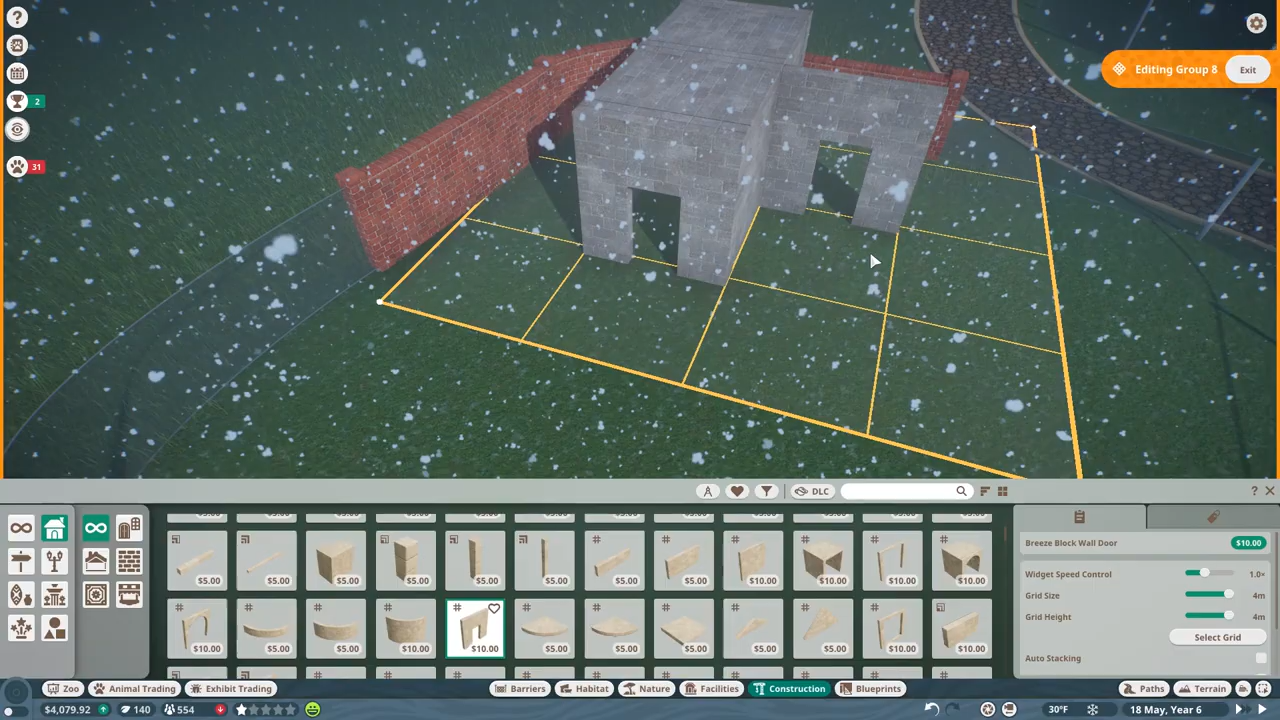 ?
Editing Group 8 Exit
2
31
DLC
? ×
$5.00 $5.00 $5.00 $5.00 $5.00 $5.00 $5.00 $5.00 $10.00 $10.00 $10.00 $10.00
$10.00 $5.00 $5.00 $10.00 $10.00 $5.00 $5.00 $5.00 $5.00 $5.00 $10.00 $5.00
Breeze Block Wall Door $10.00
Widget Speed Control 1.0×
Grid Size 4m
Grid Height 4m
Select Grid
Auto Stacking
Zoo Animal Trading Exhibit Trading Barriers Habitat Nature Facilities Construction Blueprints Paths Terrain
$4,079.92 140 554 30°F 18 May, Year 6